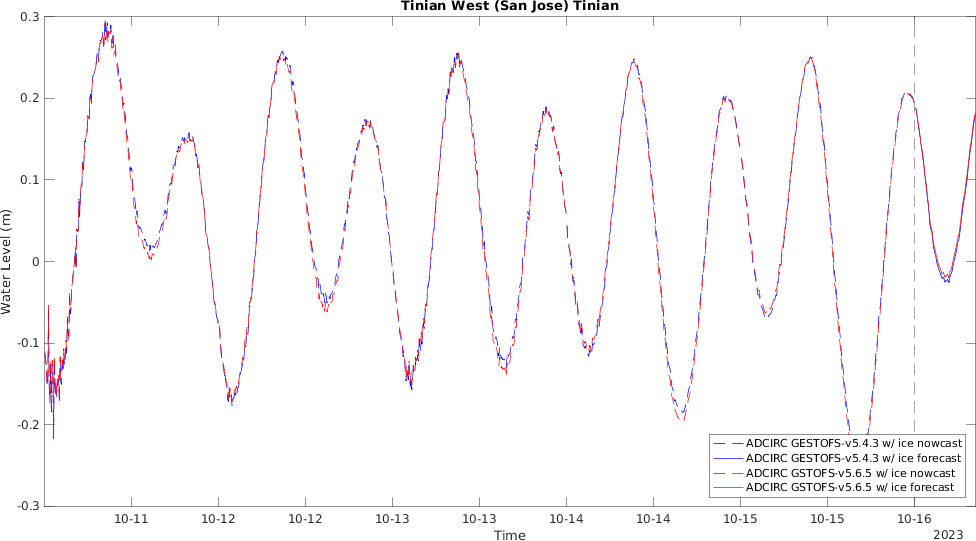 Tinian West (San Jose) Tinian
0.3
0.2
0.1
0
-0.1
-0.2
-0.3
Water Level (m)
ADCIRC GESTOFS-v5.4.3 w/ ice nowcast
ADCIRC GESTOFS-v5.4.3 w/ ice forecast
ADCIRC GSTOFS-v5.6.5 w/ ice nowcast
ADCIRC GSTOFS-v5.6.5 w/ ice forecast
10-11 10-12 10-12 10-13 10-13 10-14 10-14 10-15 10-15 10-16
Time
2023